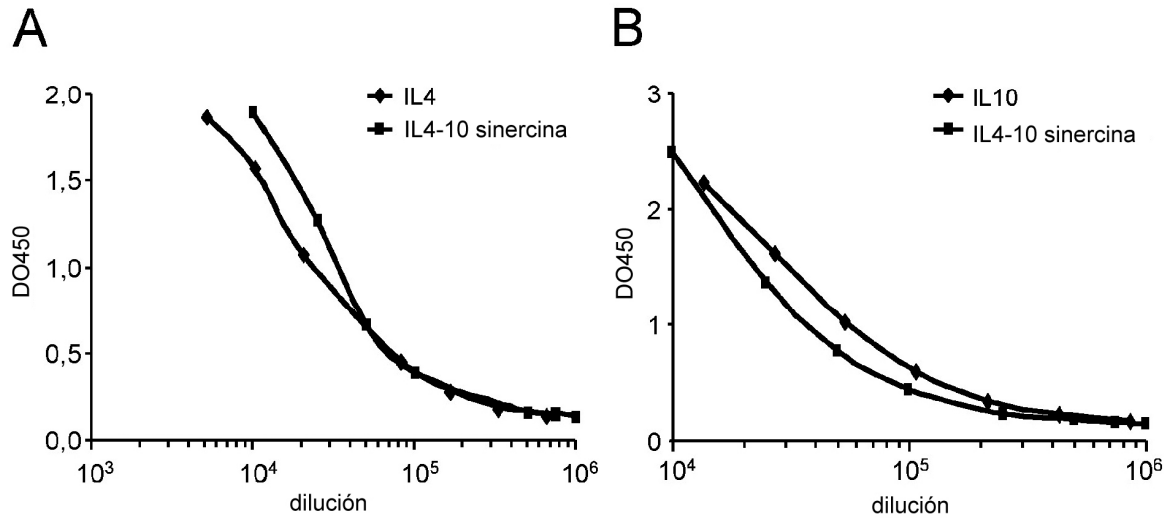 A
2,0
1,5
1,0
0,5
0,0
DO450
IL4
IL4-10 sinercina
10³
10⁴
10⁵
10⁶
dilución
B
3
2
1
0
DO450
IL10
IL4-10 sinercina
10⁴
10⁵
10⁶
dilución